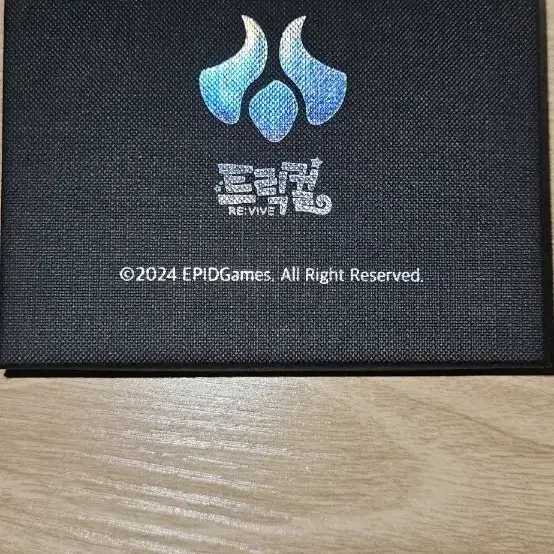 트릭컬
RE:VIVE
©2024 EPIDGames. All Right Reserved.